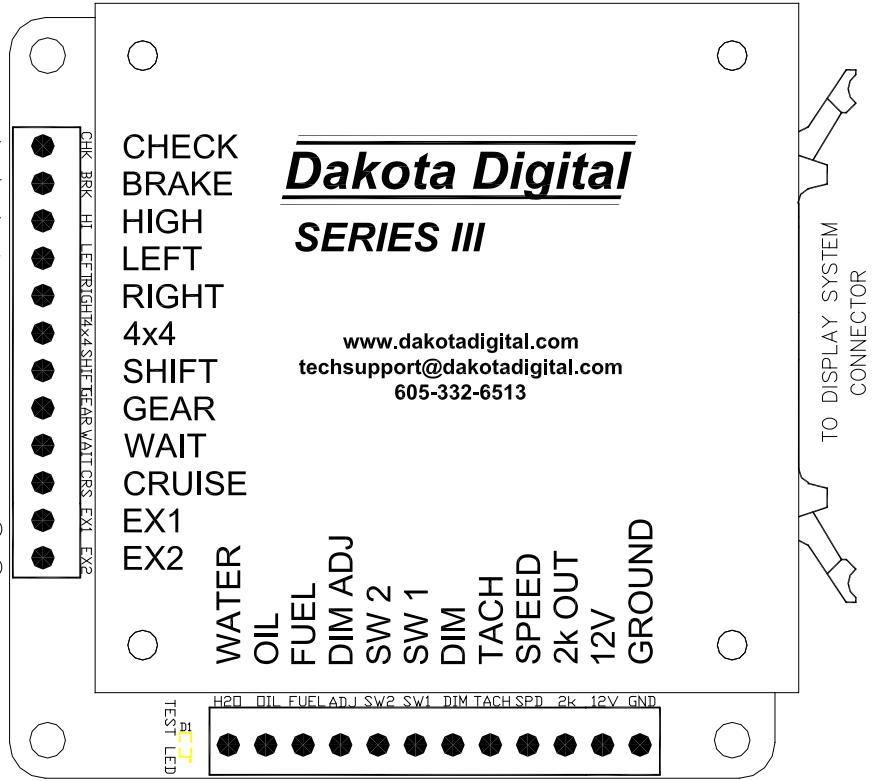 CHECK
BRAKE
HIGH
LEFT
RIGHT
4x4
SHIFT
GEAR
WAIT
CRUISE
EX1
EX2
CHK
BRK
HI
LEFT
RIGHT
4x4
SHIFT
GEAR
WAIT
CRS
EX1
EX2
Dakota Digital
SERIES III
www.dakotadigital.com
techsupport@dakotadigital.com
605-332-6513
TO DISPLAY SYSTEM
CONNECTOR
WATER
OIL
FUEL
DIM ADJ
SW 2
SW 1
DIM
TACH
SPEED
2k OUT
12V
GROUND
H2O OIL FUEL ADJ SW2 SW1 DIM TACH SPD 2k 12V GND
TEST LED
D1